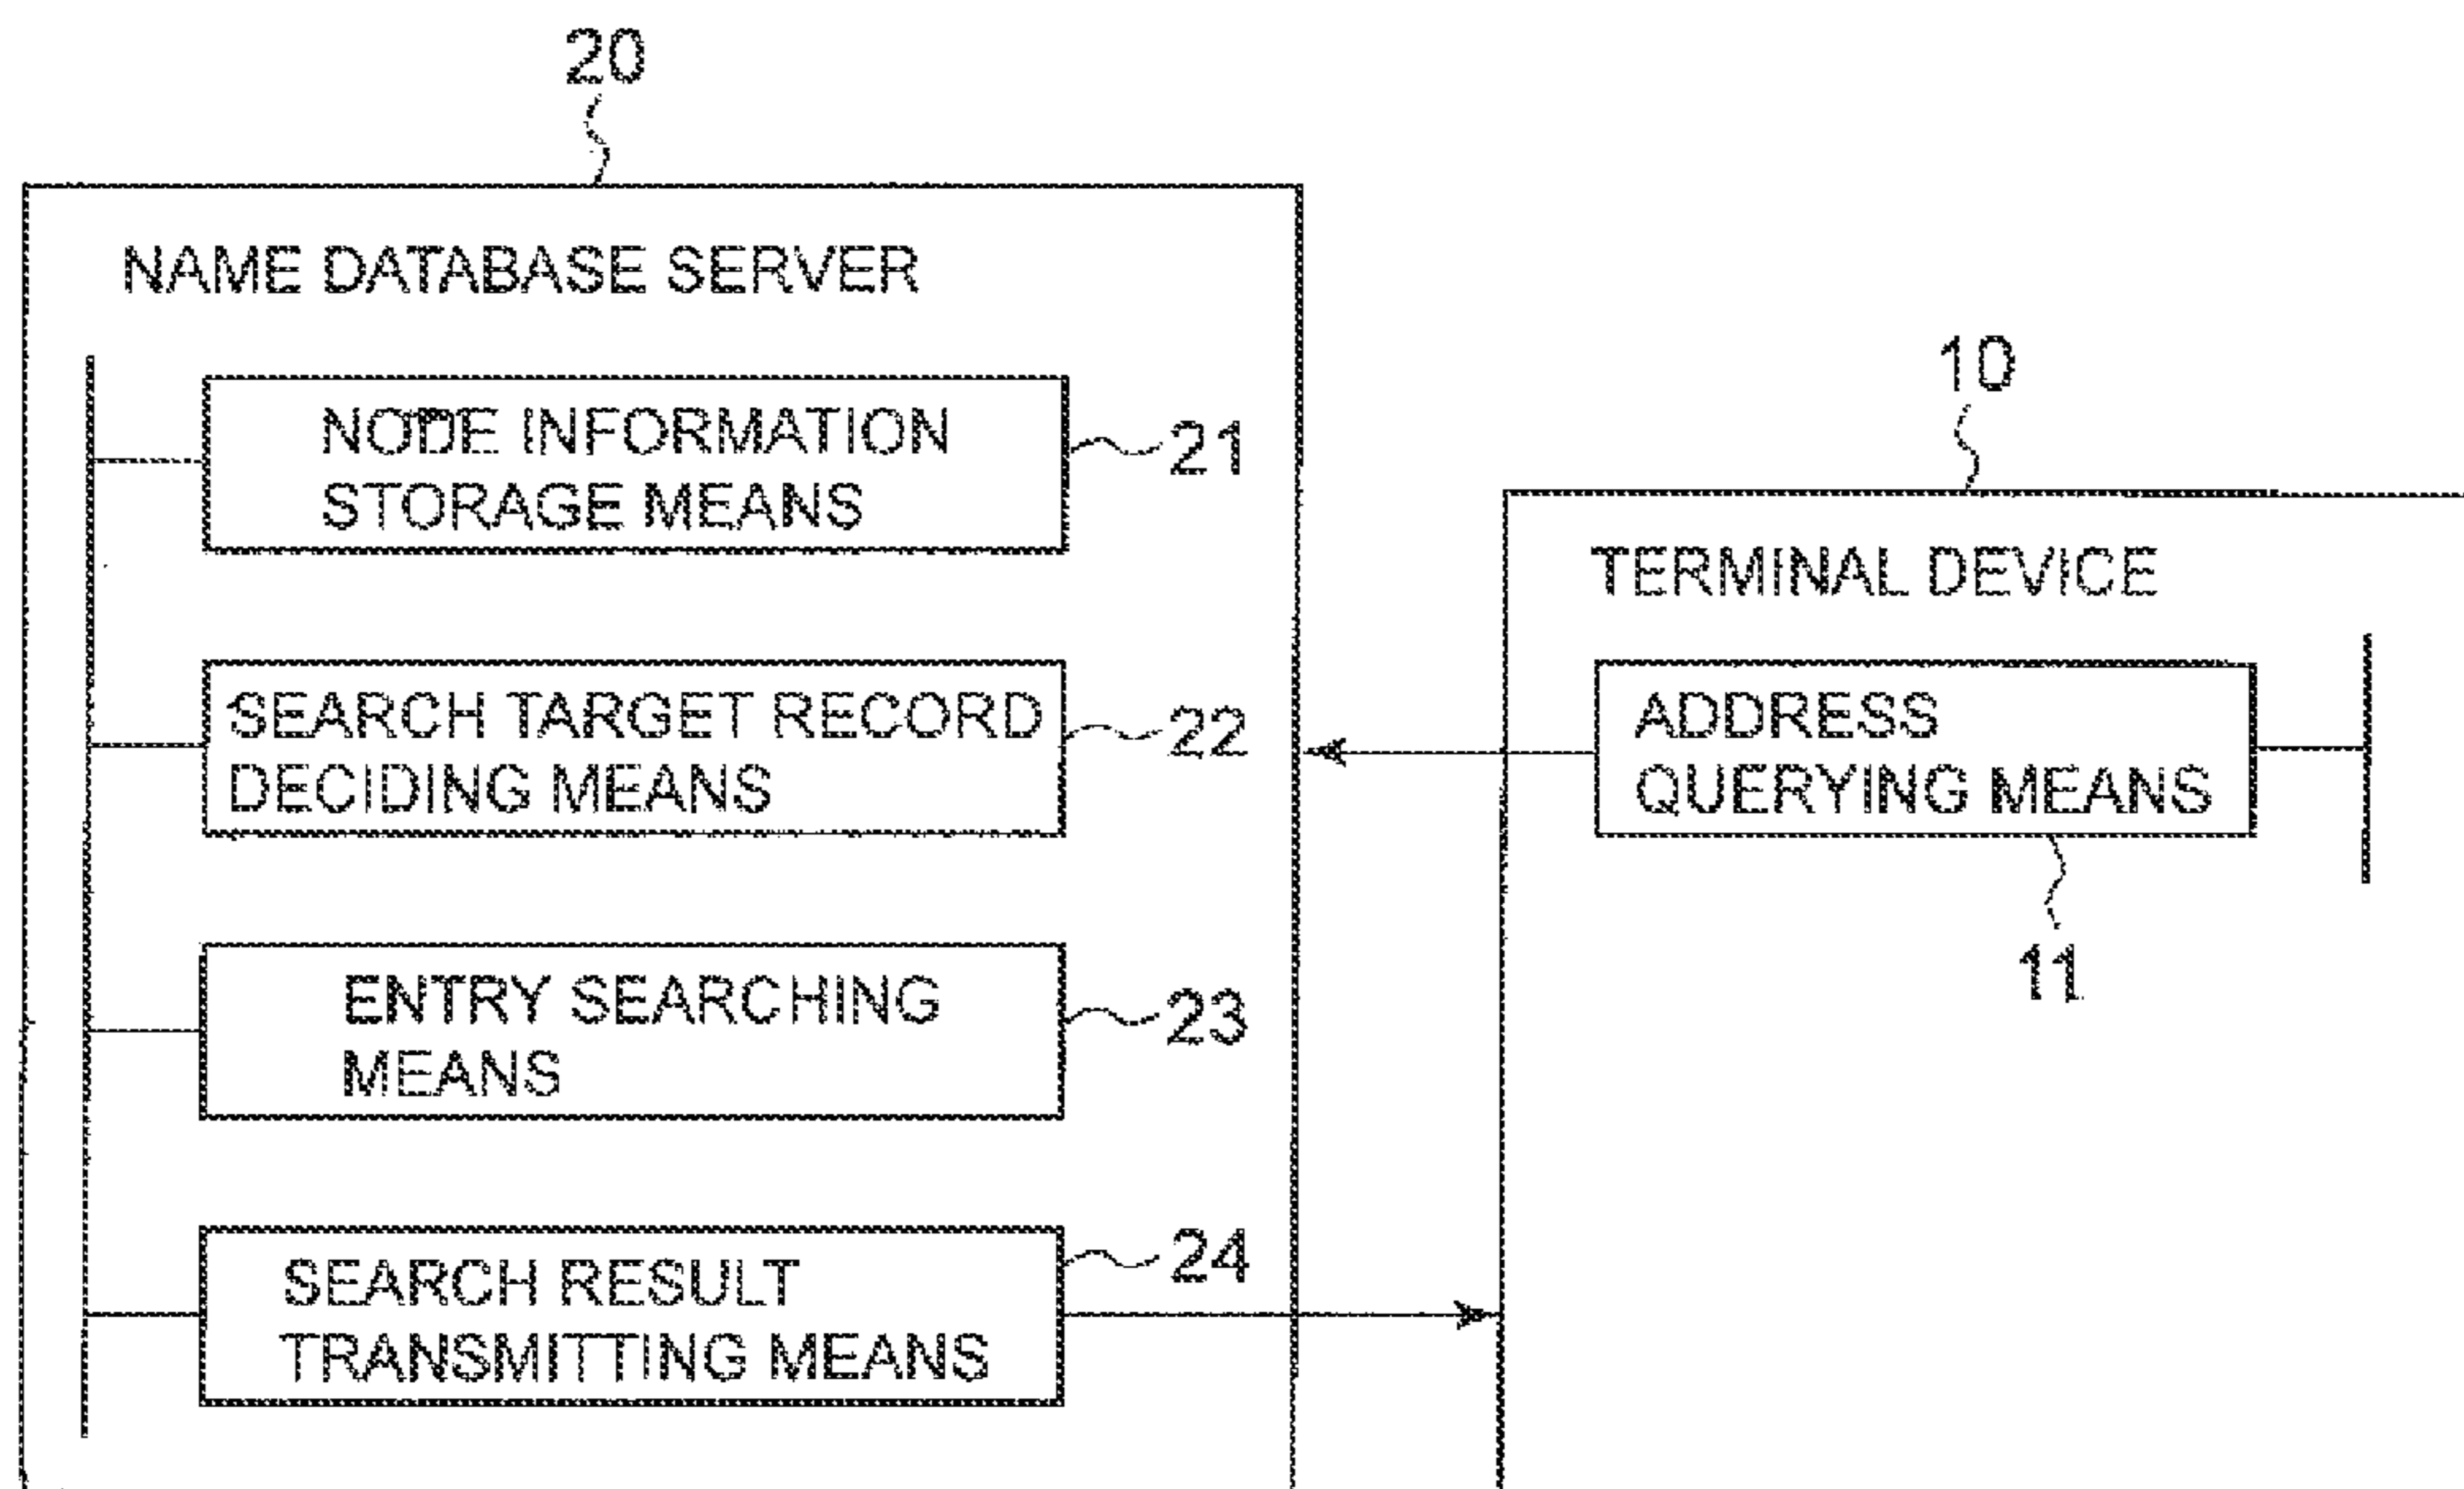 20
NAME DATABASE SERVER
NODE INFORMATION
STORAGE MEANS
21
SEARCH TARGET RECORD
DECIDING MEANS
22
ENTRY SEARCHING
MEANS
23
SEARCH RESULT
TRANSMITTING MEANS
24
10
TERMINAL DEVICE
ADDRESS
QUERYING MEANS
11